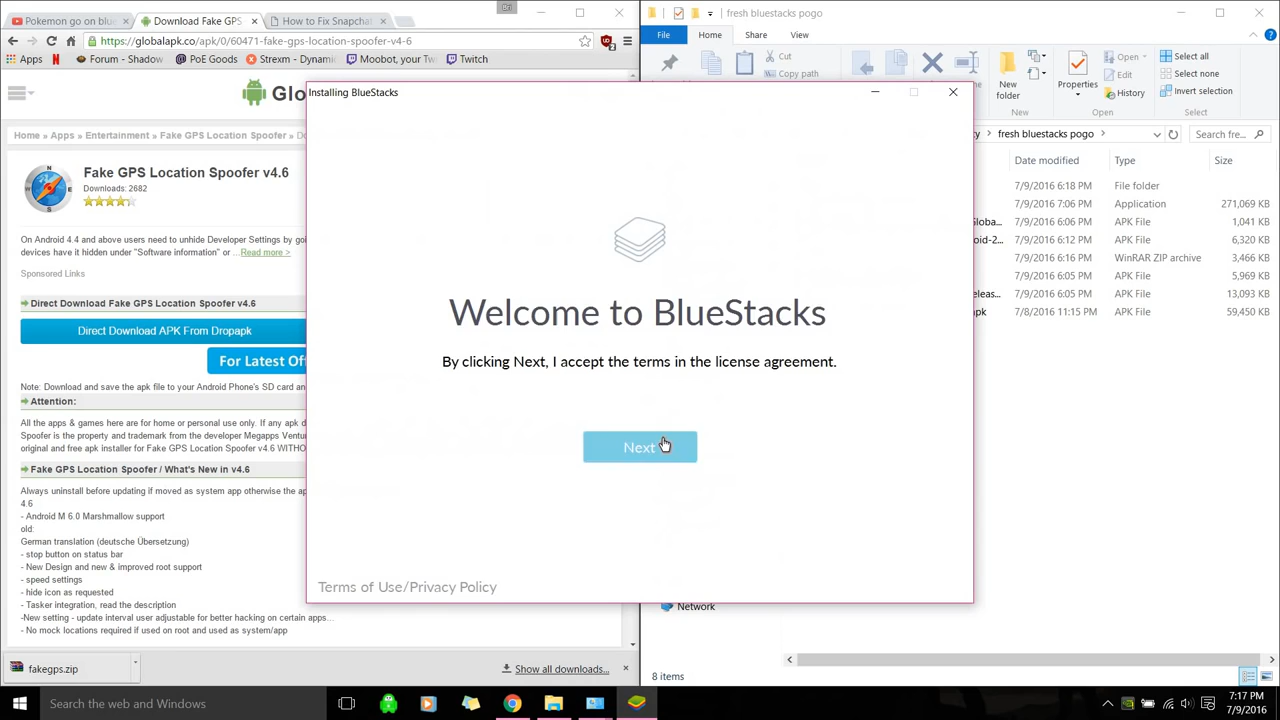 Bri
Pokemon go on bluestack
Download Fake GPS
How to Fix Snapchat
https://globalapk.co/apk/0/60471-fake-gps-location-spoofer-v4-6
Apps
Forum - Shadow
PoE Goods
Strexm - Dynamic
Moobot, your Tw
Twitch
Glo
Home » Apps » Entertainment » Fake GPS Location Spoofer »
Fake GPS Location Spoofer v4.6
Downloads: 2682
On Android 4.4 and above users need to unhide Developer Settings by go
devices have it hidden under "Software information" or ...Read more >
Sponsored Links
Direct Download Fake GPS Location Spoofer v4.6
Direct Download APK From Dropapk
For Latest Off
Note: Download and save the apk file to your Android Phone's SD card an
Attention:
All the apps & games here are for home or personal use only. If any apk d
Spoofer is the property and trademark from the developer Megapps Ventu
original and free apk installer for Fake GPS Location Spoofer v4.6 WITHO
Fake GPS Location Spoofer / What's New in v4.6
Always uninstall before updating if moved as system app otherwise the ap
4.6
- Android M 6.0 Marshmallow support
old:
German translation (deutsche Übersetzung)
- stop button on status bar
- New Design and new & improved root support
- speed settings
- hide icon as requested
- Tasker integration, read the description
-New setting - update interval user adjustable for better hacking on certain apps...
- No mock locations required if used on root and used as system/app
fakegps.zip
Show all downloads...
Installing BlueStacks
Welcome to BlueStacks
By clicking Next, I accept the terms in the license agreement.
Next
Terms of Use/Privacy Policy
fresh bluestacks pogo
File
Home
Share
View
Cut
Copy path
New folder
New
Properties
Open
Edit
History
Open
Select all
Select none
Invert selection
Select
fresh bluestacks pogo
Search fre...
Date modified
Type
Size
7/9/2016 6:18 PM File folder
7/9/2016 7:06 PM Application 271,069 KB
Globa... 7/9/2016 6:06 PM APK File 1,041 KB
oid-2... 7/9/2016 6:12 PM APK File 6,320 KB
7/9/2016 6:16 PM WinRAR ZIP archive 3,466 KB
7/9/2016 6:05 PM APK File 5,969 KB
eleas... 7/9/2016 6:05 PM APK File 13,093 KB
pk 7/8/2016 11:15 PM APK File 59,450 KB
Network
8 items
Search the web and Windows
7:17 PM
7/9/2016